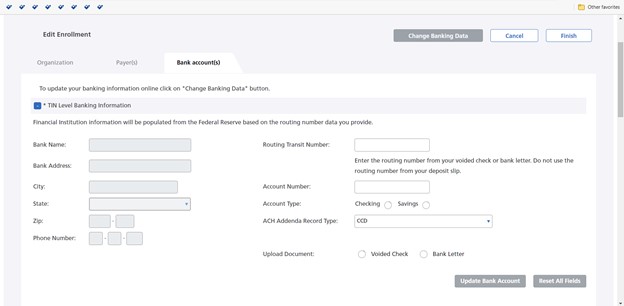 Other favorites
Edit Enrollment
Change Banking Data
Cancel
Finish
Organization
Payer(s)
Bank account(s)
To update your banking information online click on "Change Banking Data" button.
* TIN Level Banking Information
Financial Institution information will be populated from the Federal Reserve based on the routing number data you provide.
Bank Name:
Routing Transit Number:
Enter the routing number from your voided check or bank letter. Do not use the
routing number from your deposit slip.
Bank Address:
City:
Account Number:
State:
Account Type:
Checking
Savings
Zip:
-
ACH Addenda Record Type:
CCD
Phone Number:
- -
Upload Document:
Voided Check
Bank Letter
Update Bank Account
Reset All Fields